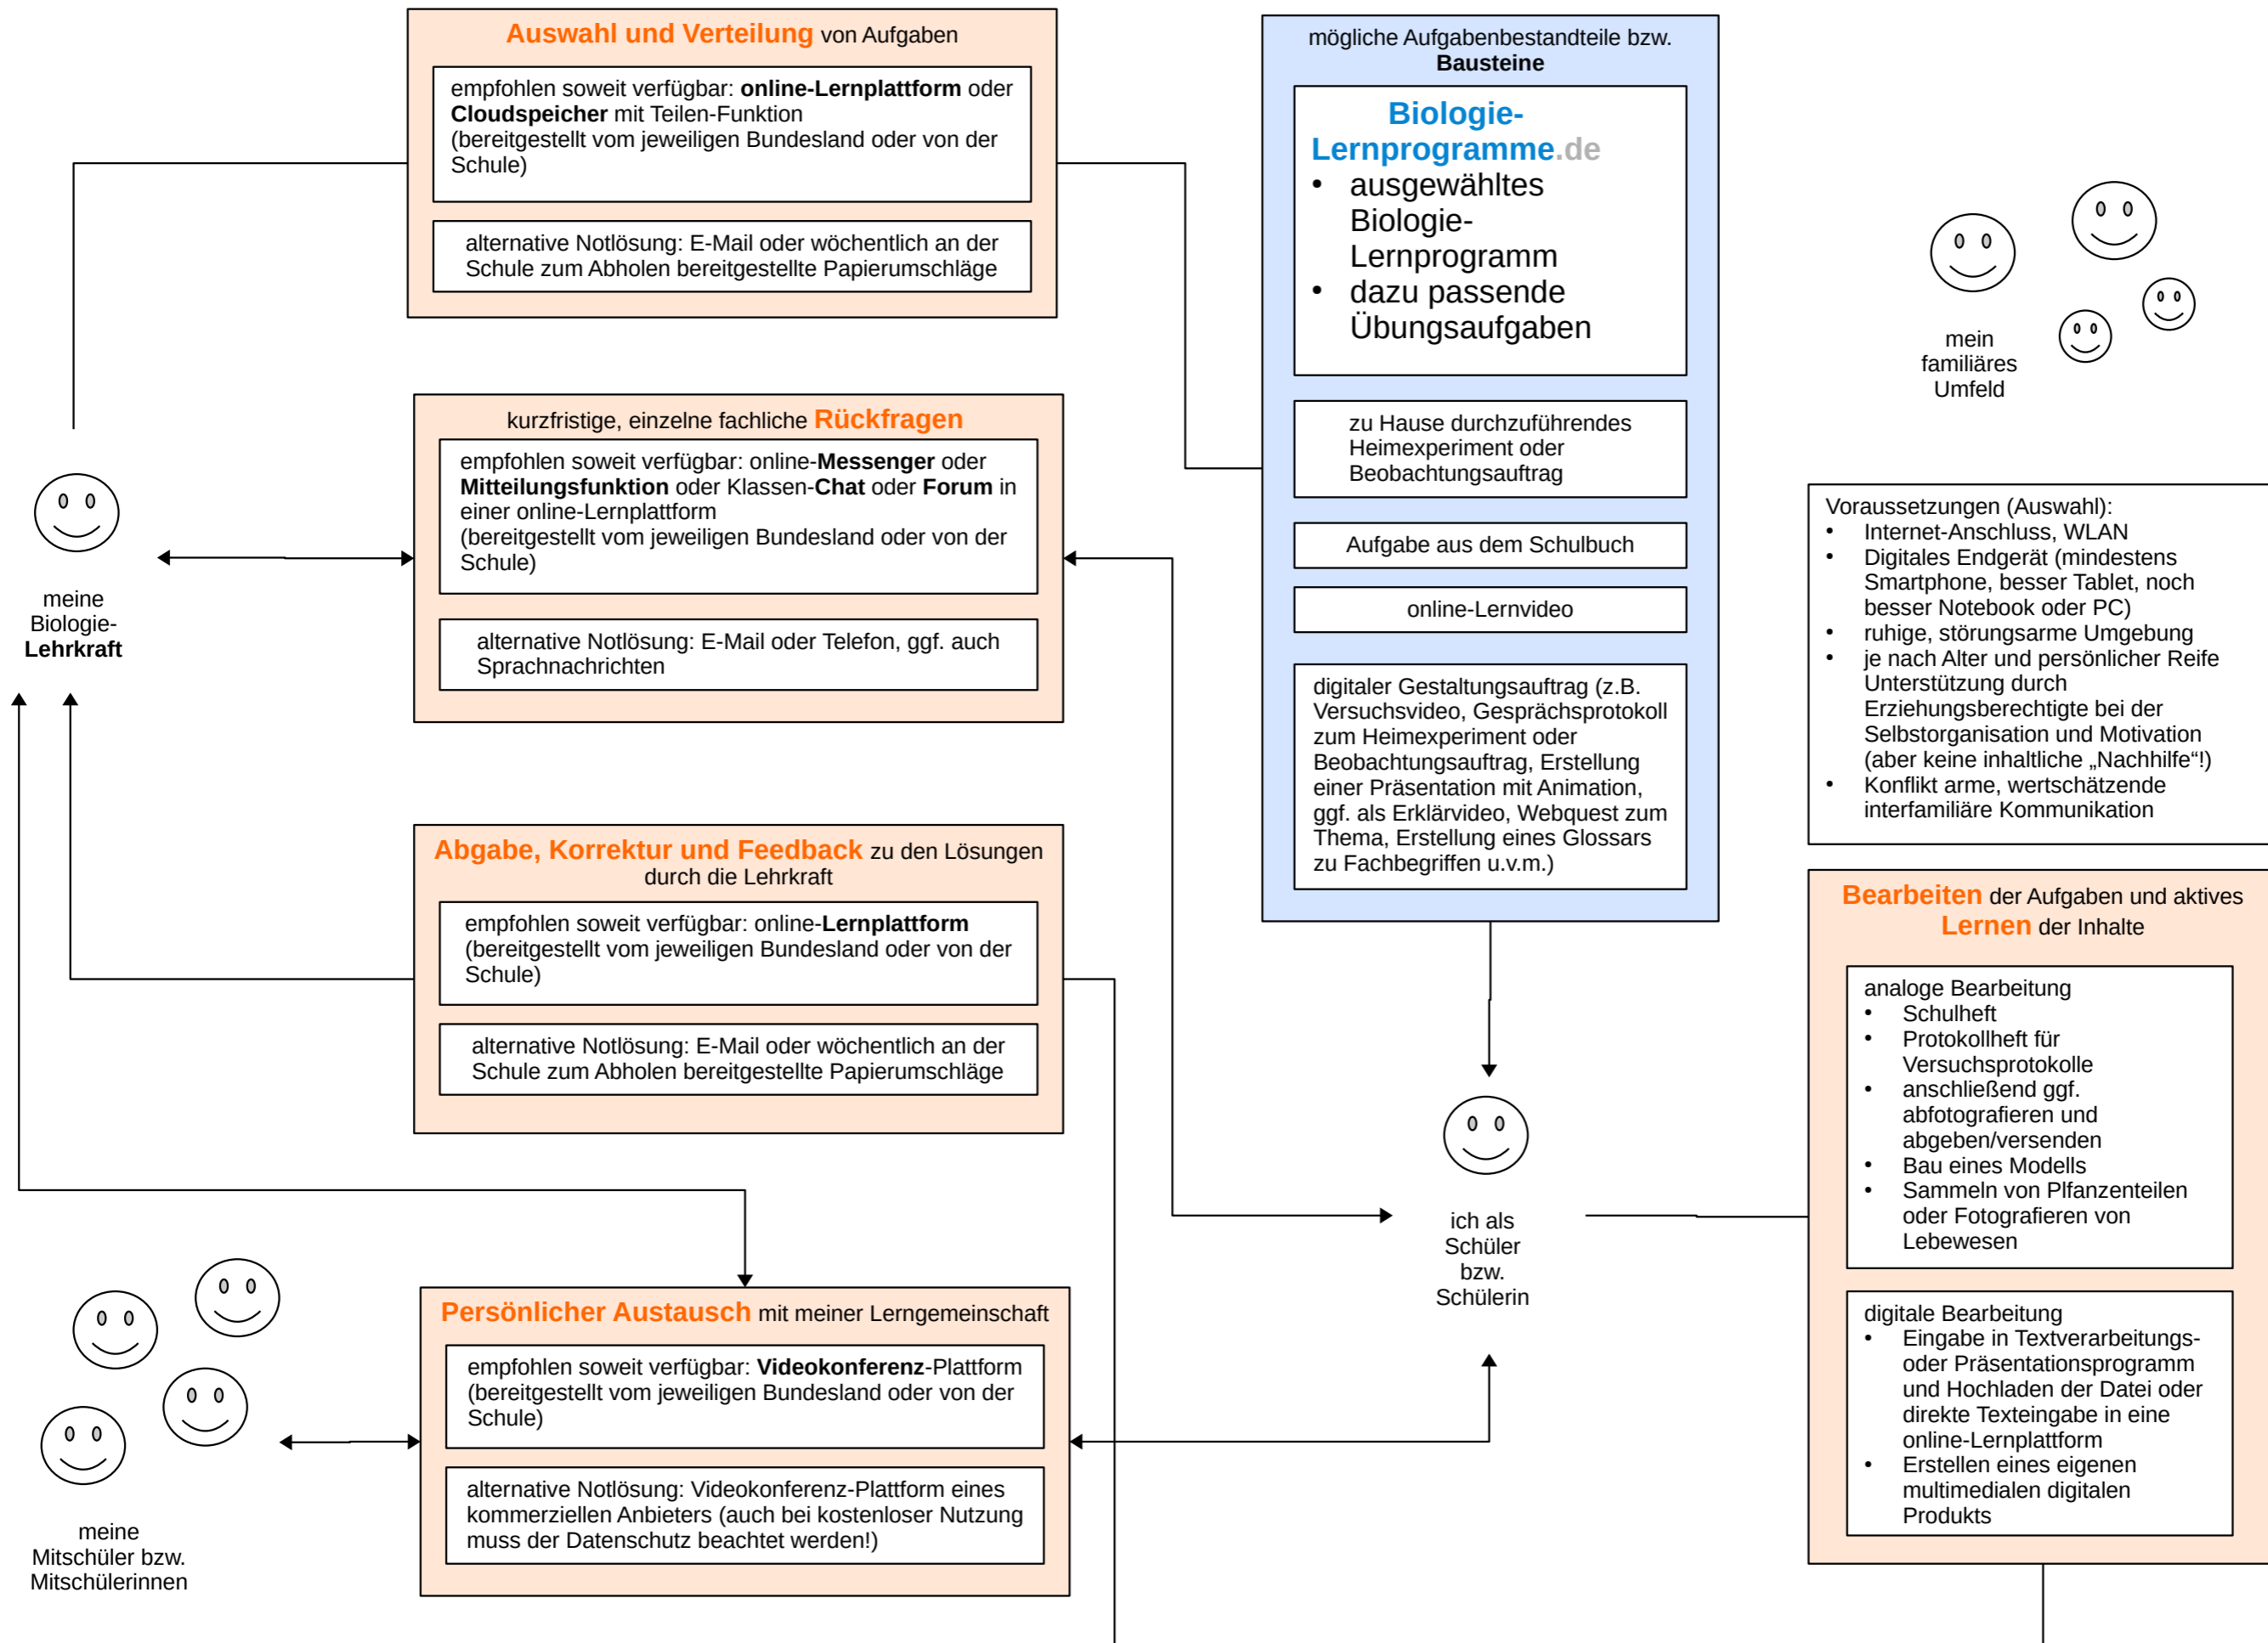 Auswahl und Verteilung von Aufgaben
empfohlen soweit verfügbar: online-Lernplattform oder
Cloudspeicher mit Teilen-Funktion
(bereitgestellt vom jeweiligen Bundesland oder von der
Schule)
alternative Notlösung: E-Mail oder wöchentlich an der
Schule zum Abholen bereitgestellte Papierumschläge
kurzfristige, einzelne fachliche Rückfragen
empfohlen soweit verfügbar: online-Messenger oder
Mitteilungsfunktion oder Klassen-Chat oder Forum in
einer online-Lernplattform
(bereitgestellt vom jeweiligen Bundesland oder von der
Schule)
alternative Notlösung: E-Mail oder Telefon, ggf. auch
Sprachnachrichten
meine
Biologie-
Lehrkraft
Abgabe, Korrektur und Feedback zu den Lösungen
durch die Lehrkraft
empfohlen soweit verfügbar: online-Lernplattform
(bereitgestellt vom jeweiligen Bundesland oder von der
Schule)
alternative Notlösung: E-Mail oder wöchentlich an der
Schule zum Abholen bereitgestellte Papierumschläge
Persönlicher Austausch mit meiner Lerngemeinschaft
empfohlen soweit verfügbar: Videokonferenz-Plattform
(bereitgestellt vom jeweiligen Bundesland oder von der
Schule)
alternative Notlösung: Videokonferenz-Plattform eines
kommerziellen Anbieters (auch bei kostenloser Nutzung
muss der Datenschutz beachtet werden!)
meine
Mitschüler bzw.
Mitschülerinnen
mögliche Aufgabenbestandteile bzw.
Bausteine
Biologie-
Lernprogramme.de
• ausgewähltes
Biologie-
Lernprogramm
• dazu passende
Übungsaufgaben
zu Hause durchzuführendes
Heimexperiment oder
Beobachtungsauftrag
Aufgabe aus dem Schulbuch
online-Lernvideo
digitaler Gestaltungsauftrag (z.B.
Versuchsvideo, Gesprächsprotokoll
zum Heimexperiment oder
Beobachtungsauftrag, Erstellung
einer Präsentation mit Animation,
ggf. als Erklärvideo, Webquest zum
Thema, Erstellung eines Glossars
zu Fachbegriffen u.v.m.)
ich als
Schüler
bzw.
Schülerin
mein
familiäres
Umfeld
Voraussetzungen (Auswahl):
• Internet-Anschluss, WLAN
• Digitales Endgerät (mindestens
Smartphone, besser Tablet, noch
besser Notebook oder PC)
• ruhige, störungsarme Umgebung
• je nach Alter und persönlicher Reife
Unterstützung durch
Erziehungsberechtigte bei der
Selbstorganisation und Motivation
(aber keine inhaltliche „Nachhilfe“!)
• Konflikt arme, wertschätzende
interfamiliäre Kommunikation
Bearbeiten der Aufgaben und aktives
Lernen der Inhalte
analoge Bearbeitung
• Schulheft
• Protokollheft für
Versuchsprotokolle
• anschließend ggf.
abfotografieren und
abgeben/versenden
• Bau eines Modells
• Sammeln von Plfanzenteilen
oder Fotografieren von
Lebewesen
digitale Bearbeitung
• Eingabe in Textverarbeitungs-
oder Präsentationsprogramm
und Hochladen der Datei oder
direkte Texteingabe in eine
online-Lernplattform
• Erstellen eines eigenen
multimedialen digitalen
Produkts